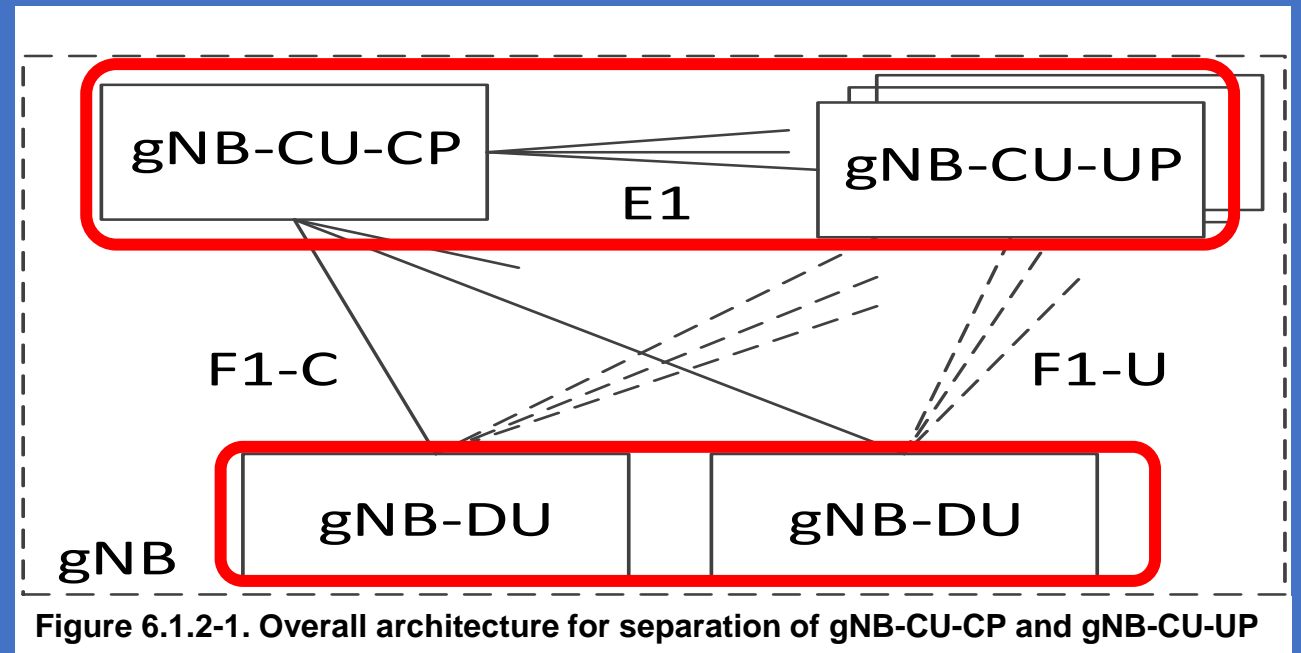 gNB-CU-CP
gNB-CU-UP
E1
F1-C
F1-U
gNB-DU
gNB-DU
gNB
Figure 6.1.2-1. Overall architecture for separation of gNB-CU-CP and gNB-CU-UP